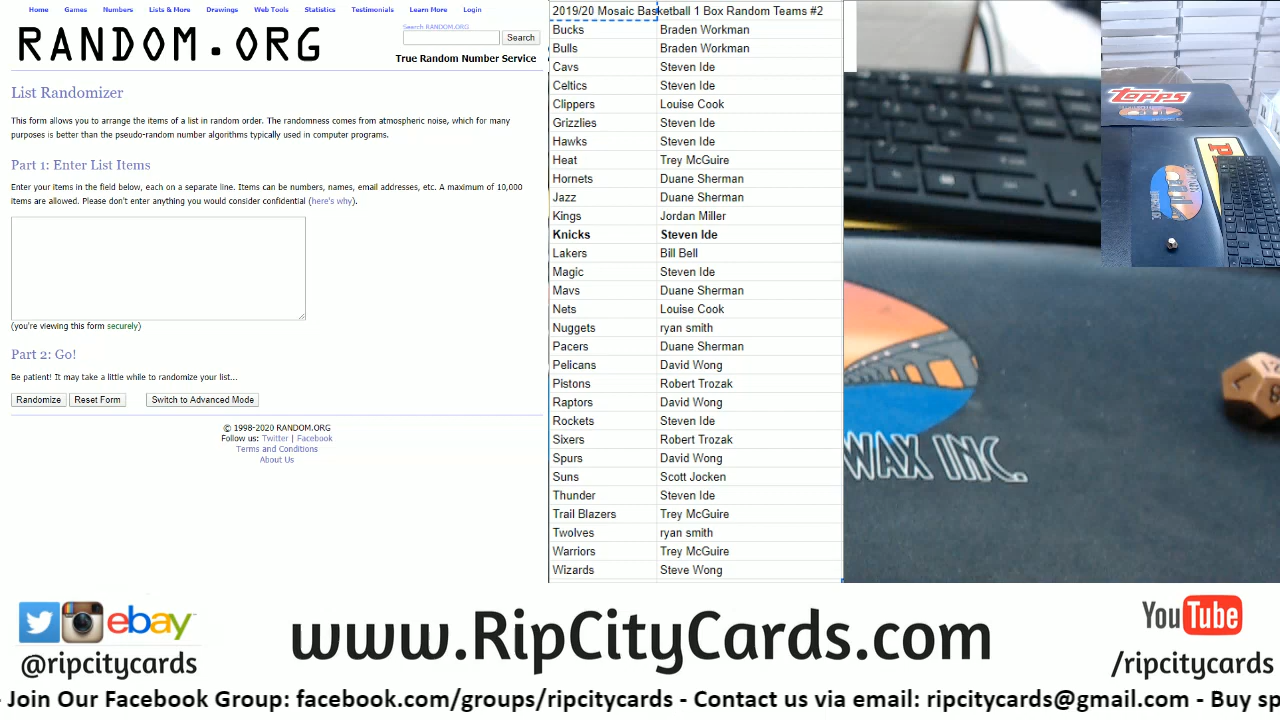 Home Games Numbers Lists & More Drawings Web Tools Statistics Testimonials Learn More Login
RANDOM.ORG
Search RANDOM.ORG
Search
True Random Number Service
List Randomizer
This form allows you to arrange the items of a list in random order. The randomness comes from atmospheric noise, which for many
purposes is better than the pseudo-random number algorithms typically used in computer programs.
Part 1: Enter List Items
Enter your items in the field below, each on a separate line. Items can be numbers, names, email addresses, etc. A maximum of 10,000
items are allowed. Please don't enter anything you would consider confidential (here's why).
(you're viewing this form securely)
Part 2: Go!
Be patient! It may take a little while to randomize your list...
Randomize Reset Form Switch to Advanced Mode
© 1998-2020 RANDOM.ORG
Follow us: Twitter | Facebook
Terms and Conditions
About Us
2019/20 Mosaic Basketball 1 Box Random Teams #2
Bucks Braden Workman
Bulls Braden Workman
Cavs Steven Ide
Celtics Steven Ide
Clippers Louise Cook
Grizzlies Steven Ide
Hawks Steven Ide
Heat Trey McGuire
Hornets Duane Sherman
Jazz Duane Sherman
Kings Jordan Miller
Knicks Steven Ide
Lakers Bill Bell
Magic Steven Ide
Mavs Duane Sherman
Nets Louise Cook
Nuggets ryan smith
Pacers Duane Sherman
Pelicans David Wong
Pistons Robert Trozak
Raptors David Wong
Rockets Steven Ide
Sixers Robert Trozak
Spurs David Wong
Suns Scott Jocken
Thunder Steven Ide
Trail Blazers Trey McGuire
Twolves ryan smith
Warriors Trey McGuire
Wizards Steve Wong
Topps
WAX INC.
ebay
@ripcitycards
www.RipCityCards.com
YouTube
/ripcitycards
- Join Our Facebook Group: facebook.com/groups/ripcitycards - Contact us via email: ripcitycards@gmail.com - Buy sp